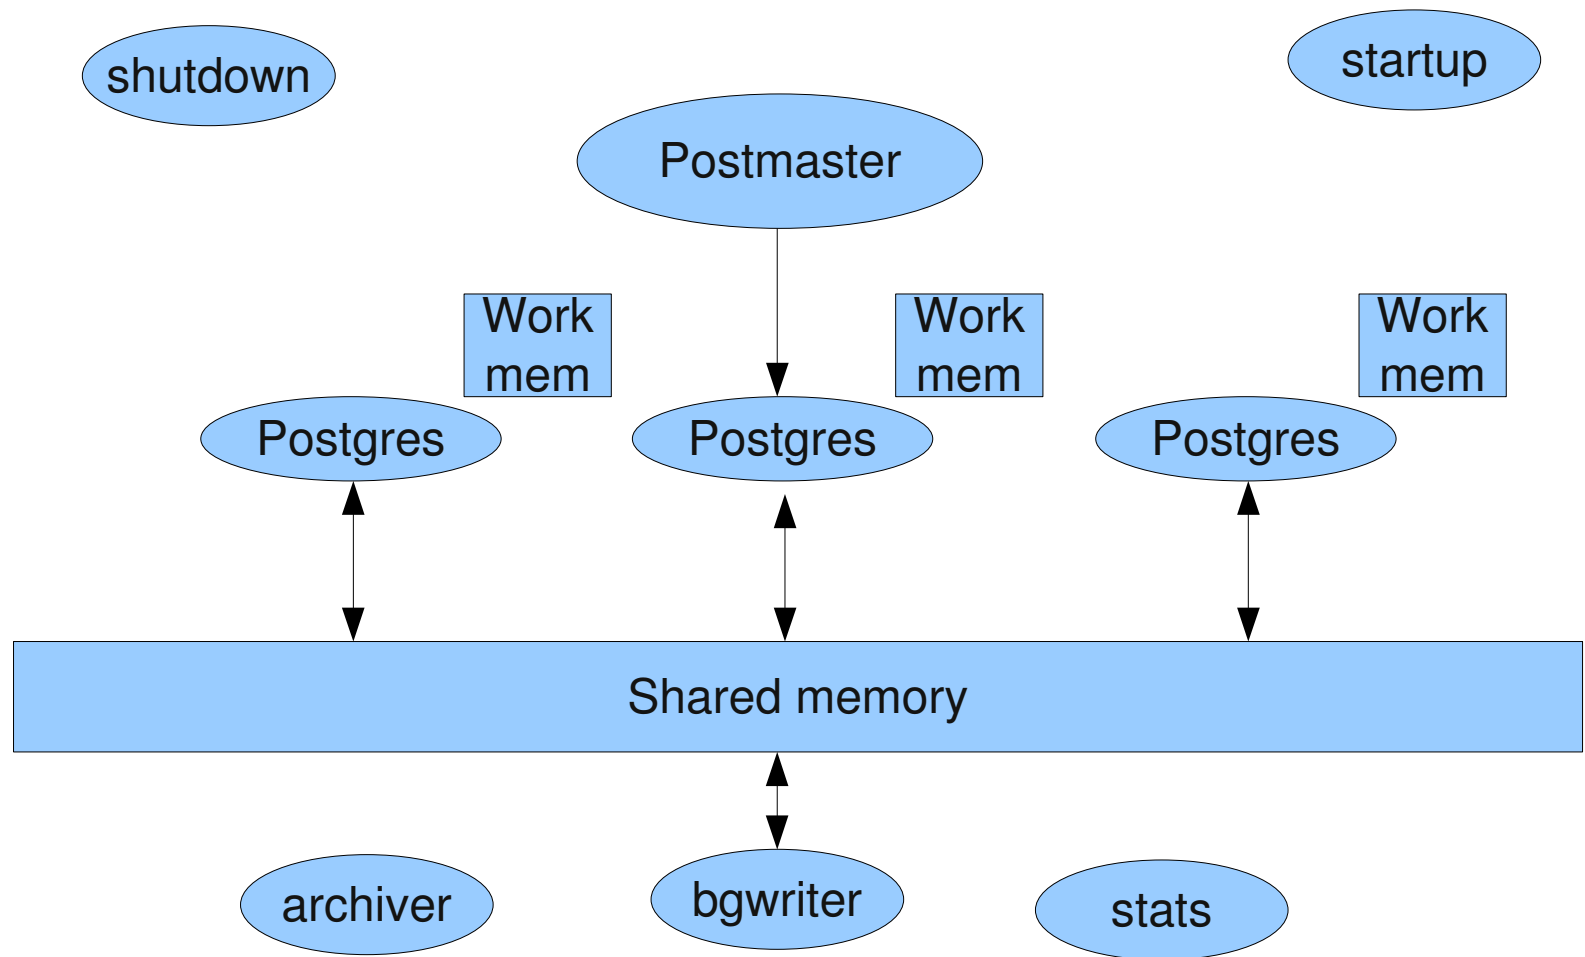 shutdown
startup
Postmaster
Work
mem
Work
mem
Work
mem
Postgres
Postgres
Postgres
Shared memory
archiver
bgwriter
stats